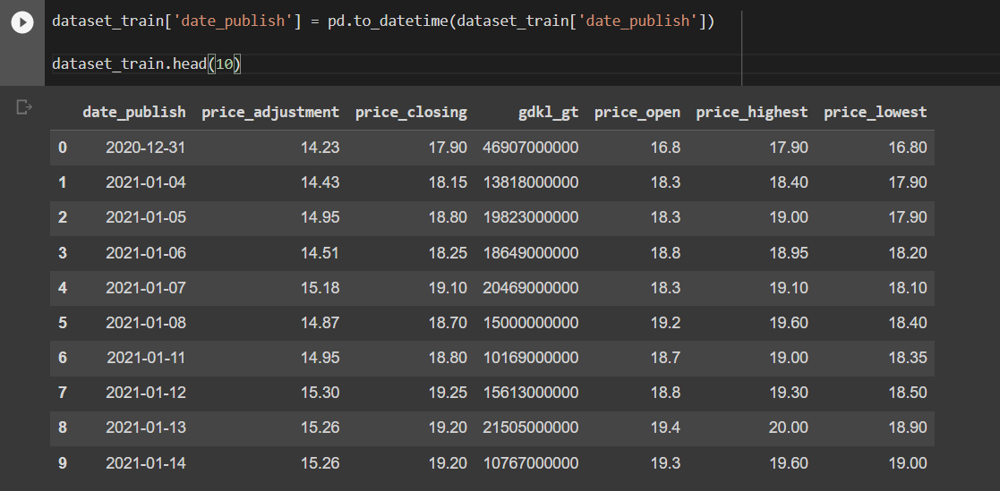 dataset_train['date_publish'] = pd.to_datetime(dataset_train['date_publish'])
dataset_train.head(10)
date_publish price_adjustment price_closing gdkl_gt price_open price_highest price_lowest
0 2020-12-31 14.23 17.90 46907000000 16.8 17.90 16.80
1 2021-01-04 14.43 18.15 13818000000 18.3 18.40 17.90
2 2021-01-05 14.95 18.80 19823000000 18.3 19.00 17.90
3 2021-01-06 14.51 18.25 18649000000 18.8 18.95 18.20
4 2021-01-07 15.18 19.10 20469000000 18.3 19.10 18.10
5 2021-01-08 14.87 18.70 15000000000 19.2 19.60 18.40
6 2021-01-11 14.95 18.80 10169000000 18.7 19.00 18.35
7 2021-01-12 15.30 19.25 15613000000 18.8 19.30 18.50
8 2021-01-13 15.26 19.20 21505000000 19.4 20.00 18.90
9 2021-01-14 15.26 19.20 10767000000 19.3 19.60 19.00